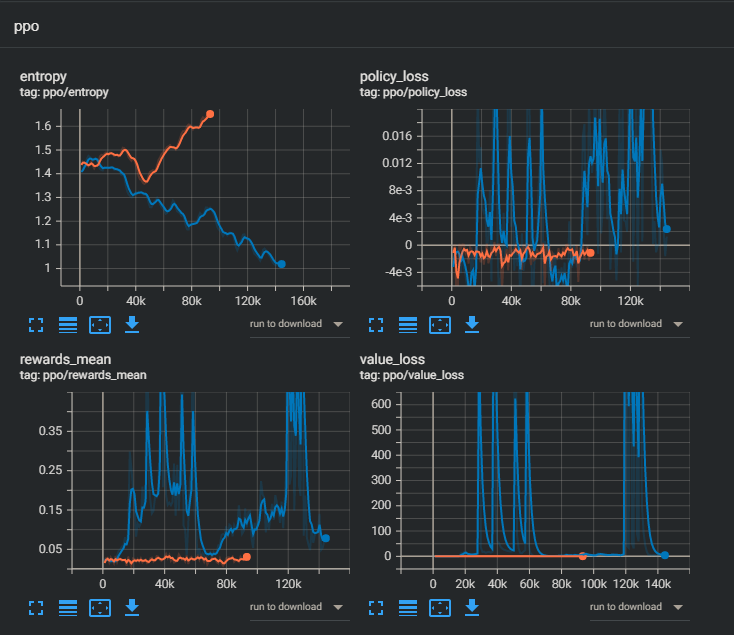 ppo
entropy
tag: ppo/entropy
1.6
1.5
1.4
1.3
1.2
1.1
1
0 40k 80k 120k 160k
run to download
policy_loss
tag: ppo/policy_loss
0.016
0.012
8e-3
4e-3
0
-4e-3
0 40k 80k 120k
run to download
rewards_mean
tag: ppo/rewards_mean
0.35
0.25
0.15
0.05
0 40k 80k 120k
run to download
value_loss
tag: ppo/value_loss
600
500
400
300
200
100
0
0 20k 40k 60k 80k 100k 120k 140k
run to download